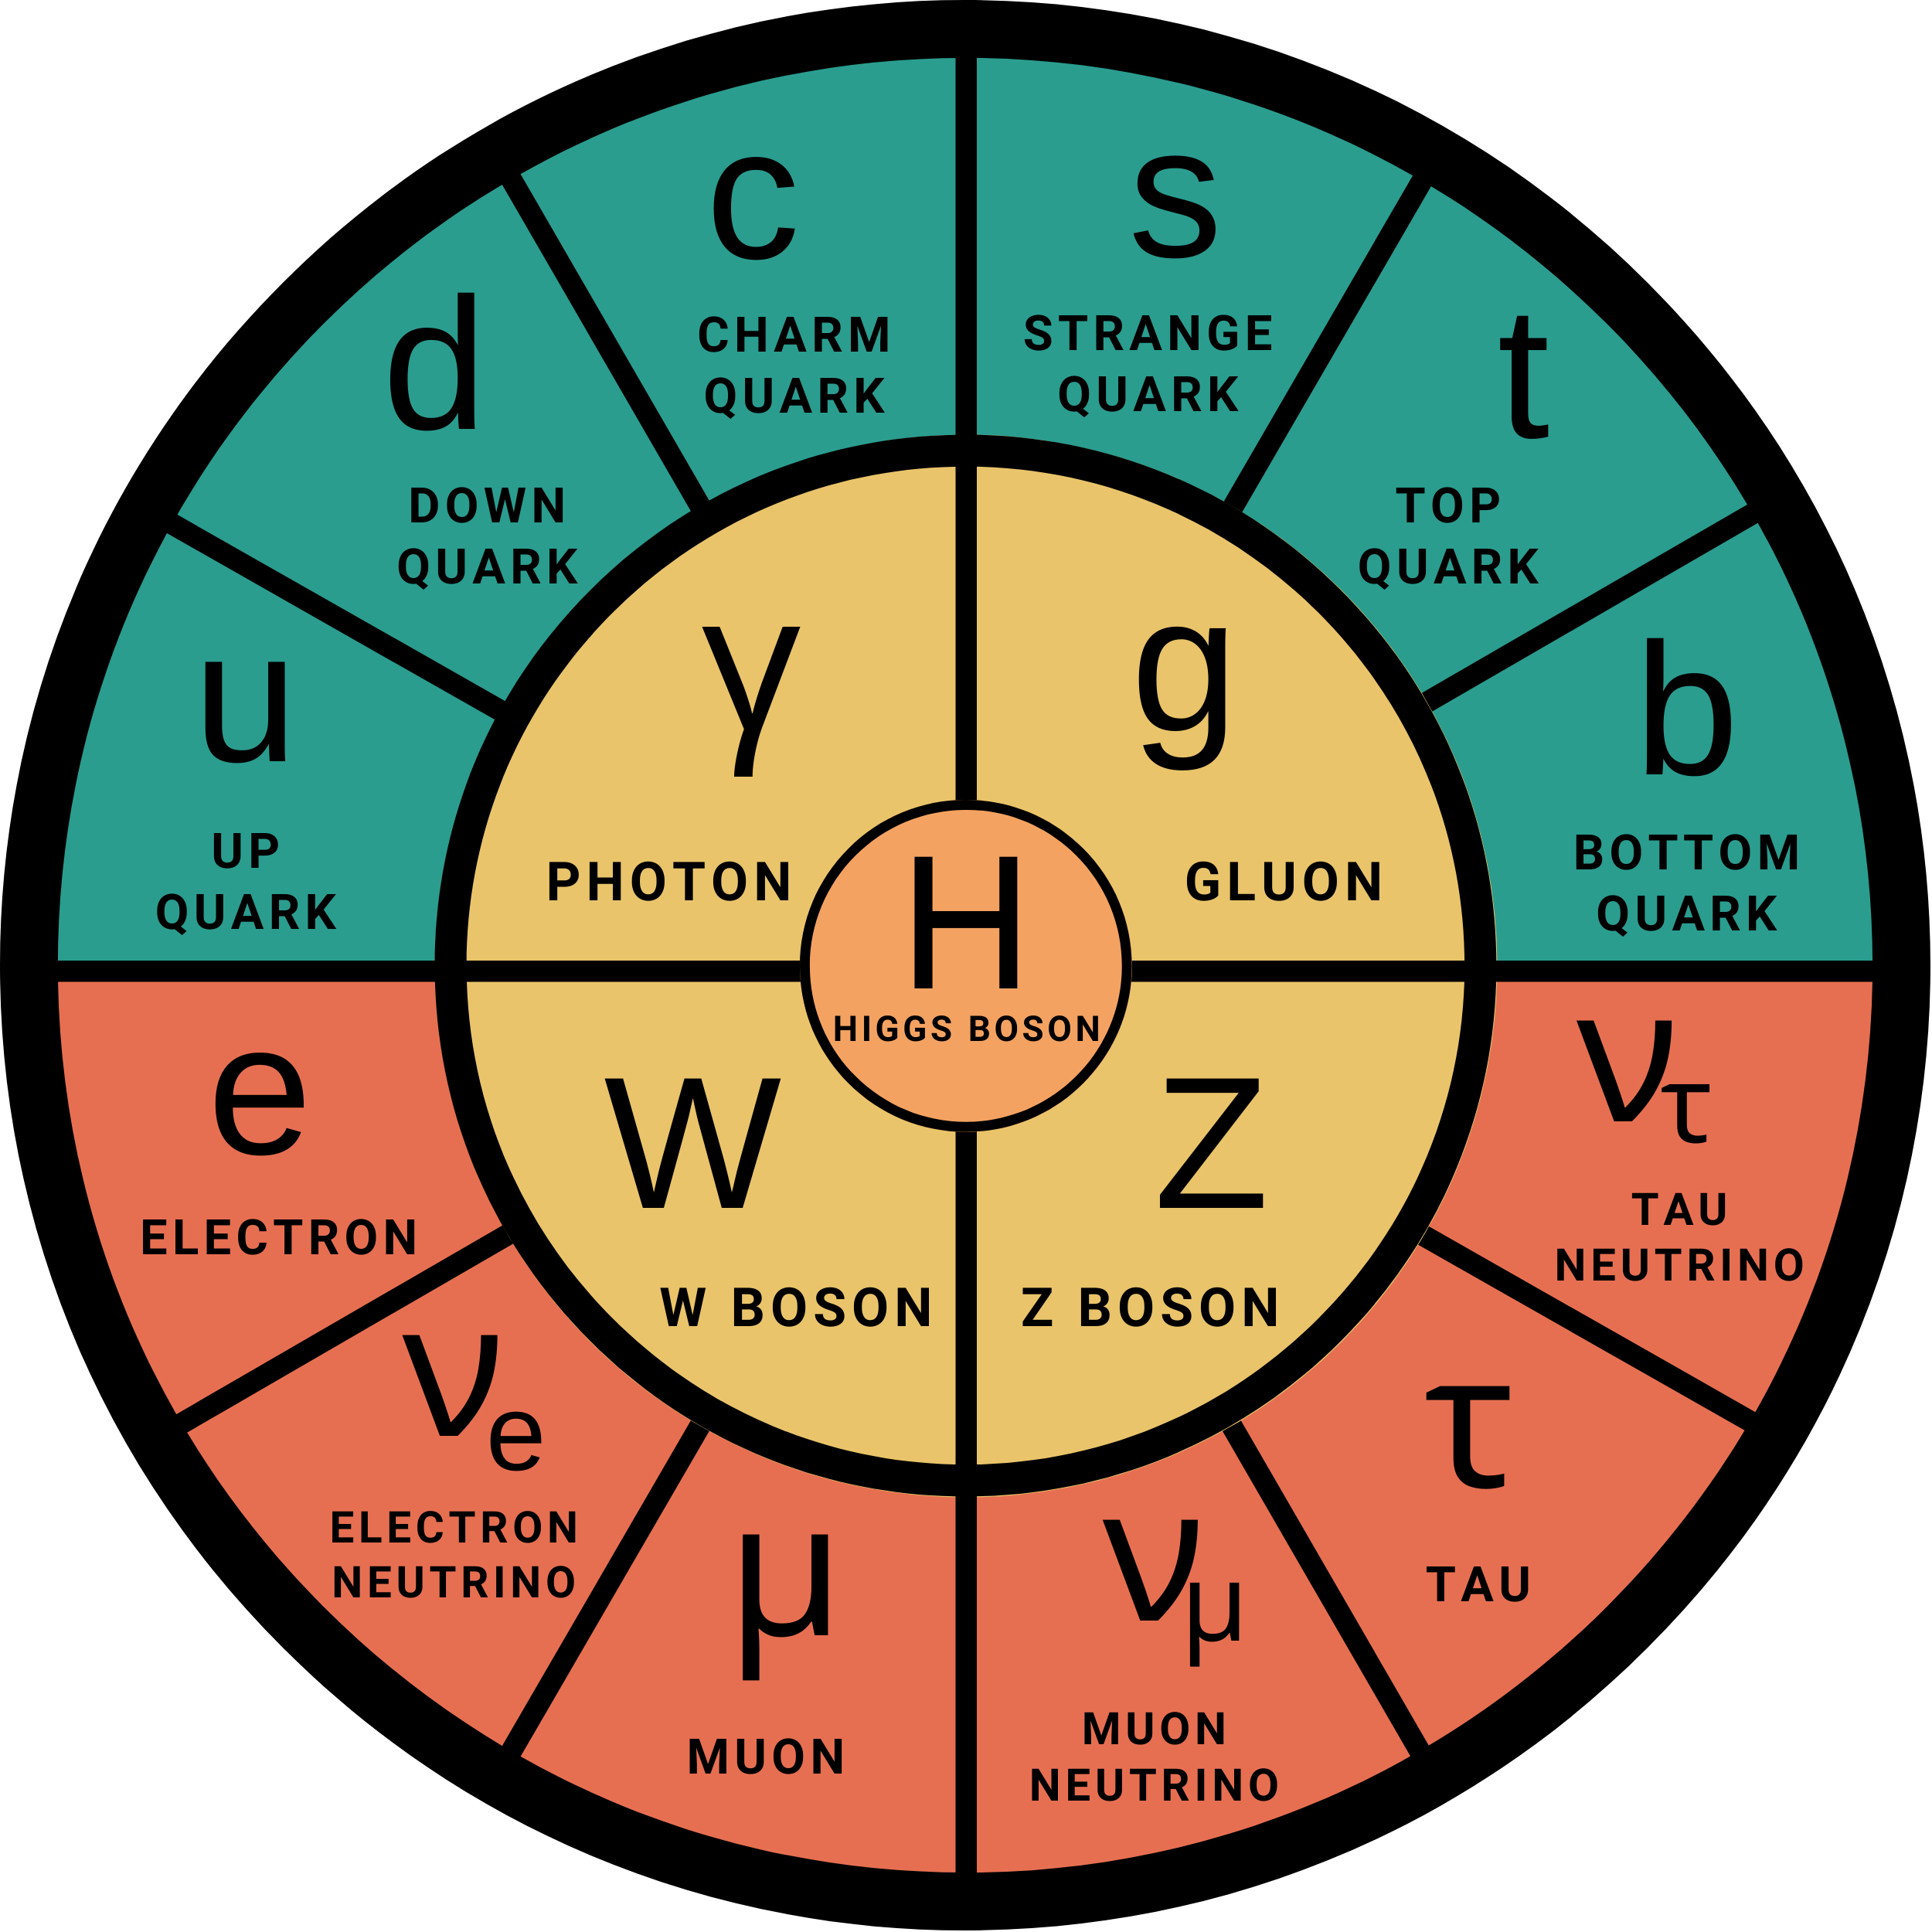 c
CHARM
QUARK
s
STRANGE
QUARK
d
DOWN
QUARK
t
TOP
QUARK
u
UP
QUARK
b
BOTTOM
QUARK
γ
PHOTON
g
GLUON
H
HIGGS BOSON
W
W BOSON
Z
Z BOSON
e
ELECTRON
ντ
TAU
NEUTRINO
νe
ELECTRON
NEUTRINO
τ
TAU
μ
MUON
νμ
MUON
NEUTRINO